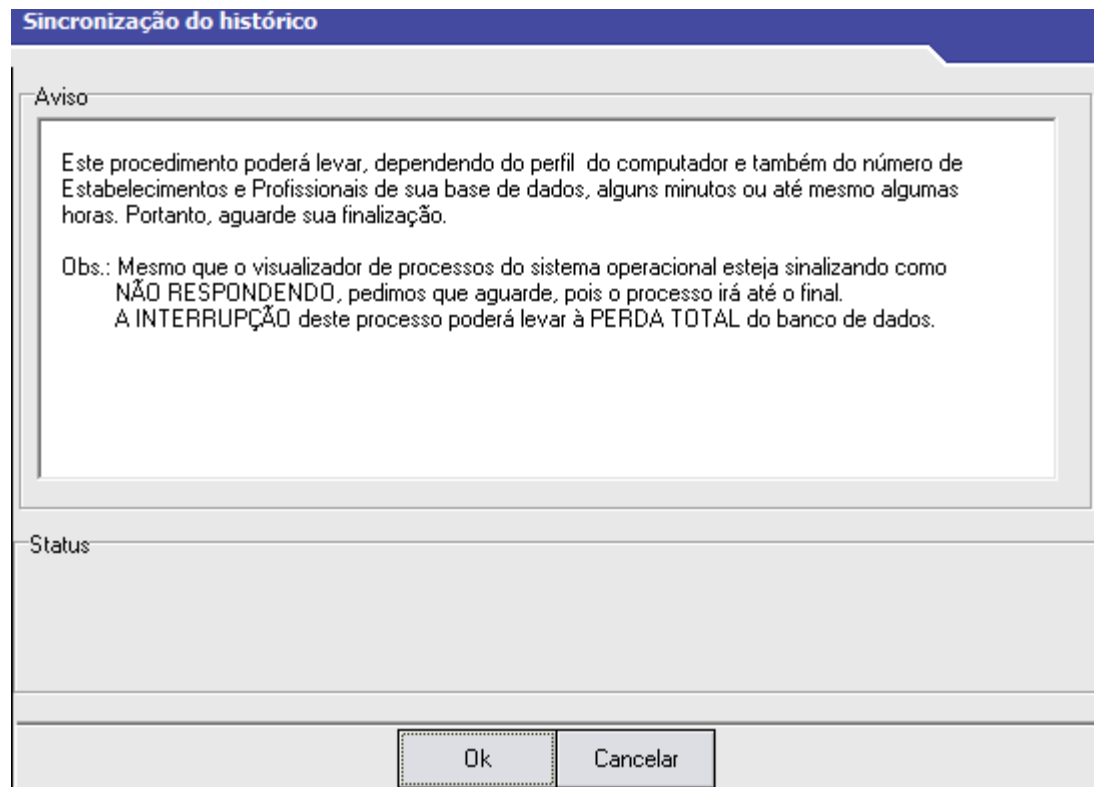 Sincronização do histórico
Aviso
Este procedimento poderá levar, dependendo do perfil do computador e também do número de
Estabelecimentos e Profissionais de sua base de dados, alguns minutos ou até mesmo algumas
horas. Portanto, aguarde sua finalização.
Obs.: Mesmo que o visualizador de processos do sistema operacional esteja sinalizando como
NÃO RESPONDENDO, pedimos que aguarde, pois o processo irá até o final.
A INTERRUPÇÃO deste processo poderá levar à PERDA TOTAL do banco de dados.
Status
Ok Cancelar